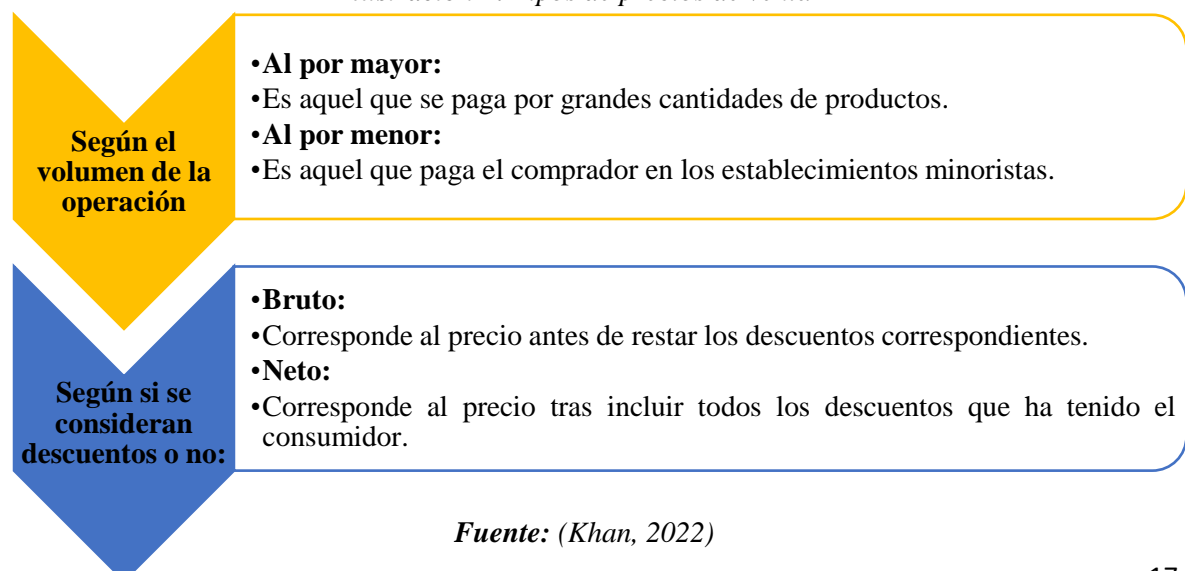 •Al por mayor:
•Es aquel que se paga por grandes cantidades de productos.
•Al por menor:
•Es aquel que paga el comprador en los establecimientos minoristas.
Según el
volumen de la
operación
•Bruto:
•Corresponde al precio antes de restar los descuentos correspondientes.
•Neto:
•Corresponde al precio tras incluir todos los descuentos que ha tenido el
consumidor.
Según si se
consideran
descuentos o no:
Fuente: (Khan, 2022)